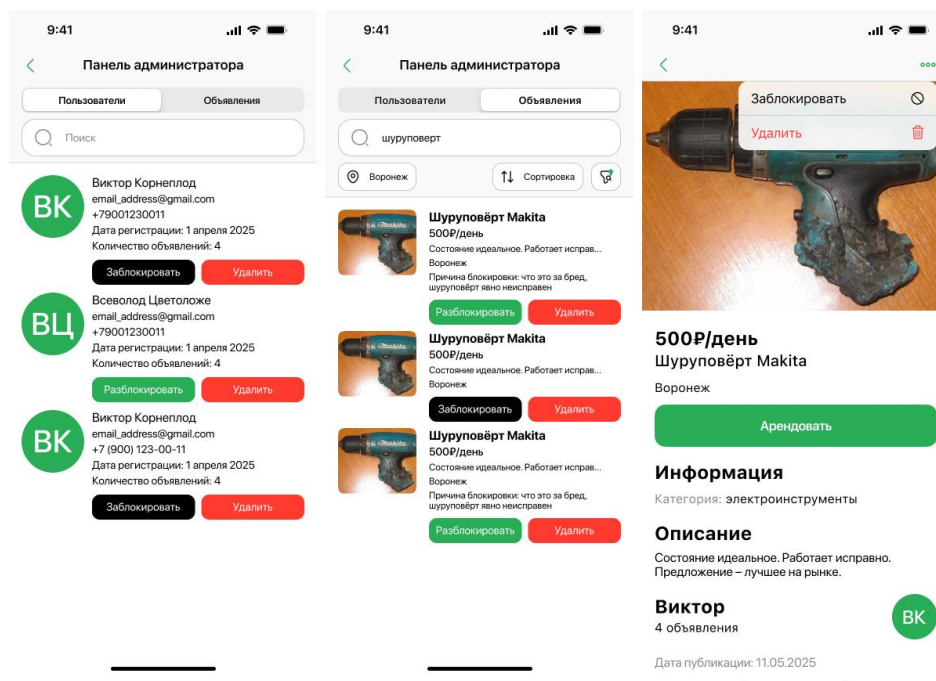 9:41
Панель администратора
Пользователи
Объявления
Поиск
ВК
Виктор Корнеплод
email_address@gmail.com
+79001230011
Дата регистрации: 1 апреля 2025
Количество объявлений: 4
Заблокировать
Удалить
ВЦ
Всеволод Цветоложе
email_address@gmail.com
+79001230011
Дата регистрации: 1 апреля 2025
Количество объявлений: 4
Разблокировать
Удалить
ВК
Виктор Корнеплод
email_address@gmail.com
+7 (900) 123-00-11
Дата регистрации: 1 апреля 2025
Количество объявлений: 4
Заблокировать
Удалить
9:41
Панель администратора
Пользователи
Объявления
шуруповерт
Воронеж
Сортировка
Шуруповёрт Makita
500₽/день
Состояние идеальное. Работает исправ...
Воронеж
Причина блокировки: что это за бред,
шуруповёрт явно неисправен
Разблокировать
Удалить
Шуруповёрт Makita
500₽/день
Состояние идеальное. Работает исправ...
Воронеж
Заблокировать
Удалить
Шуруповёрт Makita
500₽/день
Состояние идеальное. Работает исправ...
Воронеж
Причина блокировки: что это за бред,
шуруповёрт явно неисправен
Разблокировать
Удалить
9:41
Заблокировать
Удалить
500₽/день
Шуруповёрт Makita
Воронеж
Арендовать
Информация
Категория: электроинструменты
Описание
Состояние идеальное. Работает исправно.
Предложение – лучшее на рынке.
Виктор
4 объявления
ВК
Дата публикации: 11.05.2025